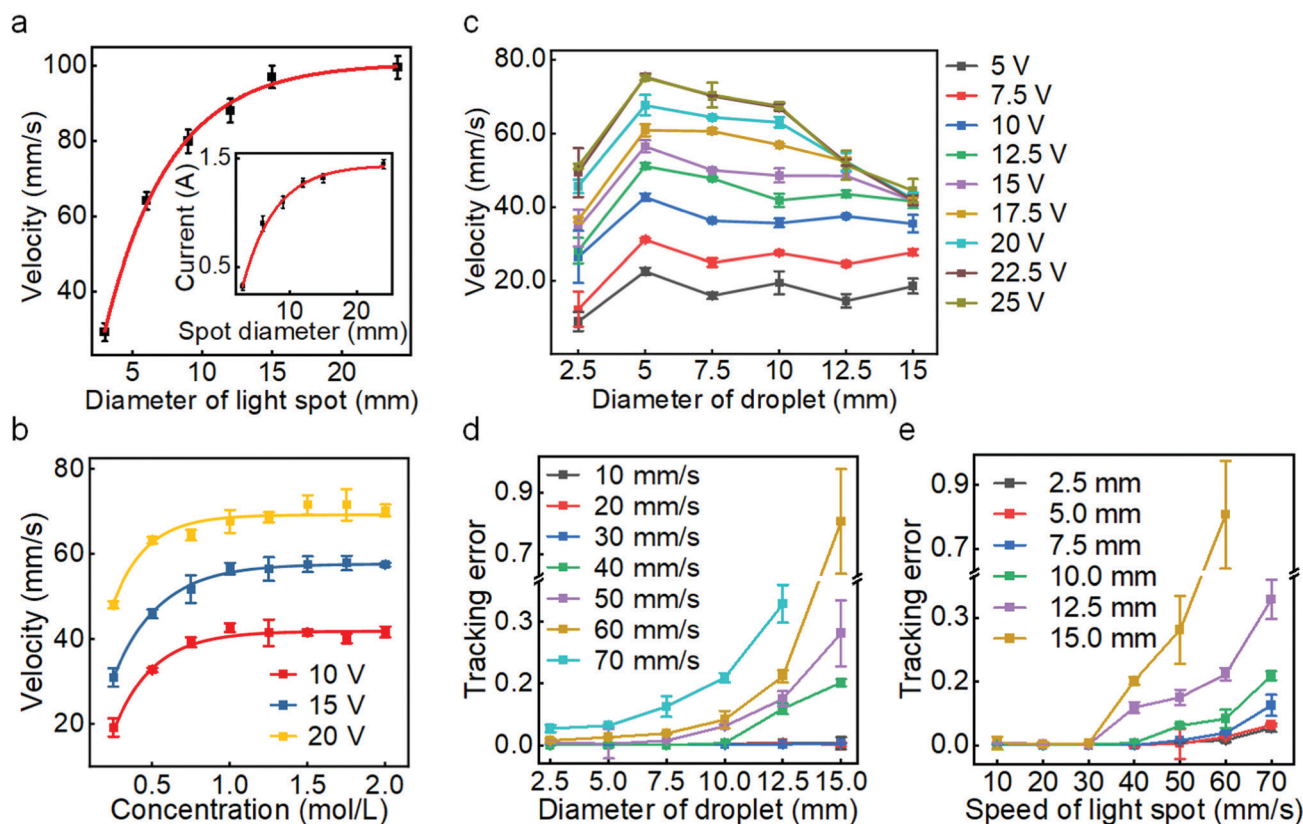 a
100
80
60
40
Velocity (mm/s)
5
10
15
20
Diameter of light spot (mm)
1.5
0.5
Current (A)
0
10
20
Spot diameter (mm)
c
80.0
60.0
40.0
20.0
Velocity (mm/s)
2.5
5
7.5
10
12.5
15
Diameter of droplet (mm)
5 V
7.5 V
10 V
12.5 V
15 V
17.5 V
20 V
22.5 V
25 V
b
80
60
40
20
Velocity (mm/s)
10 V
15 V
20 V
0.5
1.0
1.5
2.0
Concentration (mol/L)
d
0.9
0.7
0.3
0.2
0.0
Tracking error
10 mm/s
20 mm/s
30 mm/s
40 mm/s
50 mm/s
60 mm/s
70 mm/s
2.5
5.0
7.5
10.0
12.5
15.0
Diameter of droplet (mm)
e
0.9
0.7
0.3
0.2
0.0
Tracking error
2.5 mm
5.0 mm
7.5 mm
10.0 mm
12.5 mm
15.0 mm
10
20
30
40
50
60
70
Speed of light spot (mm/s)